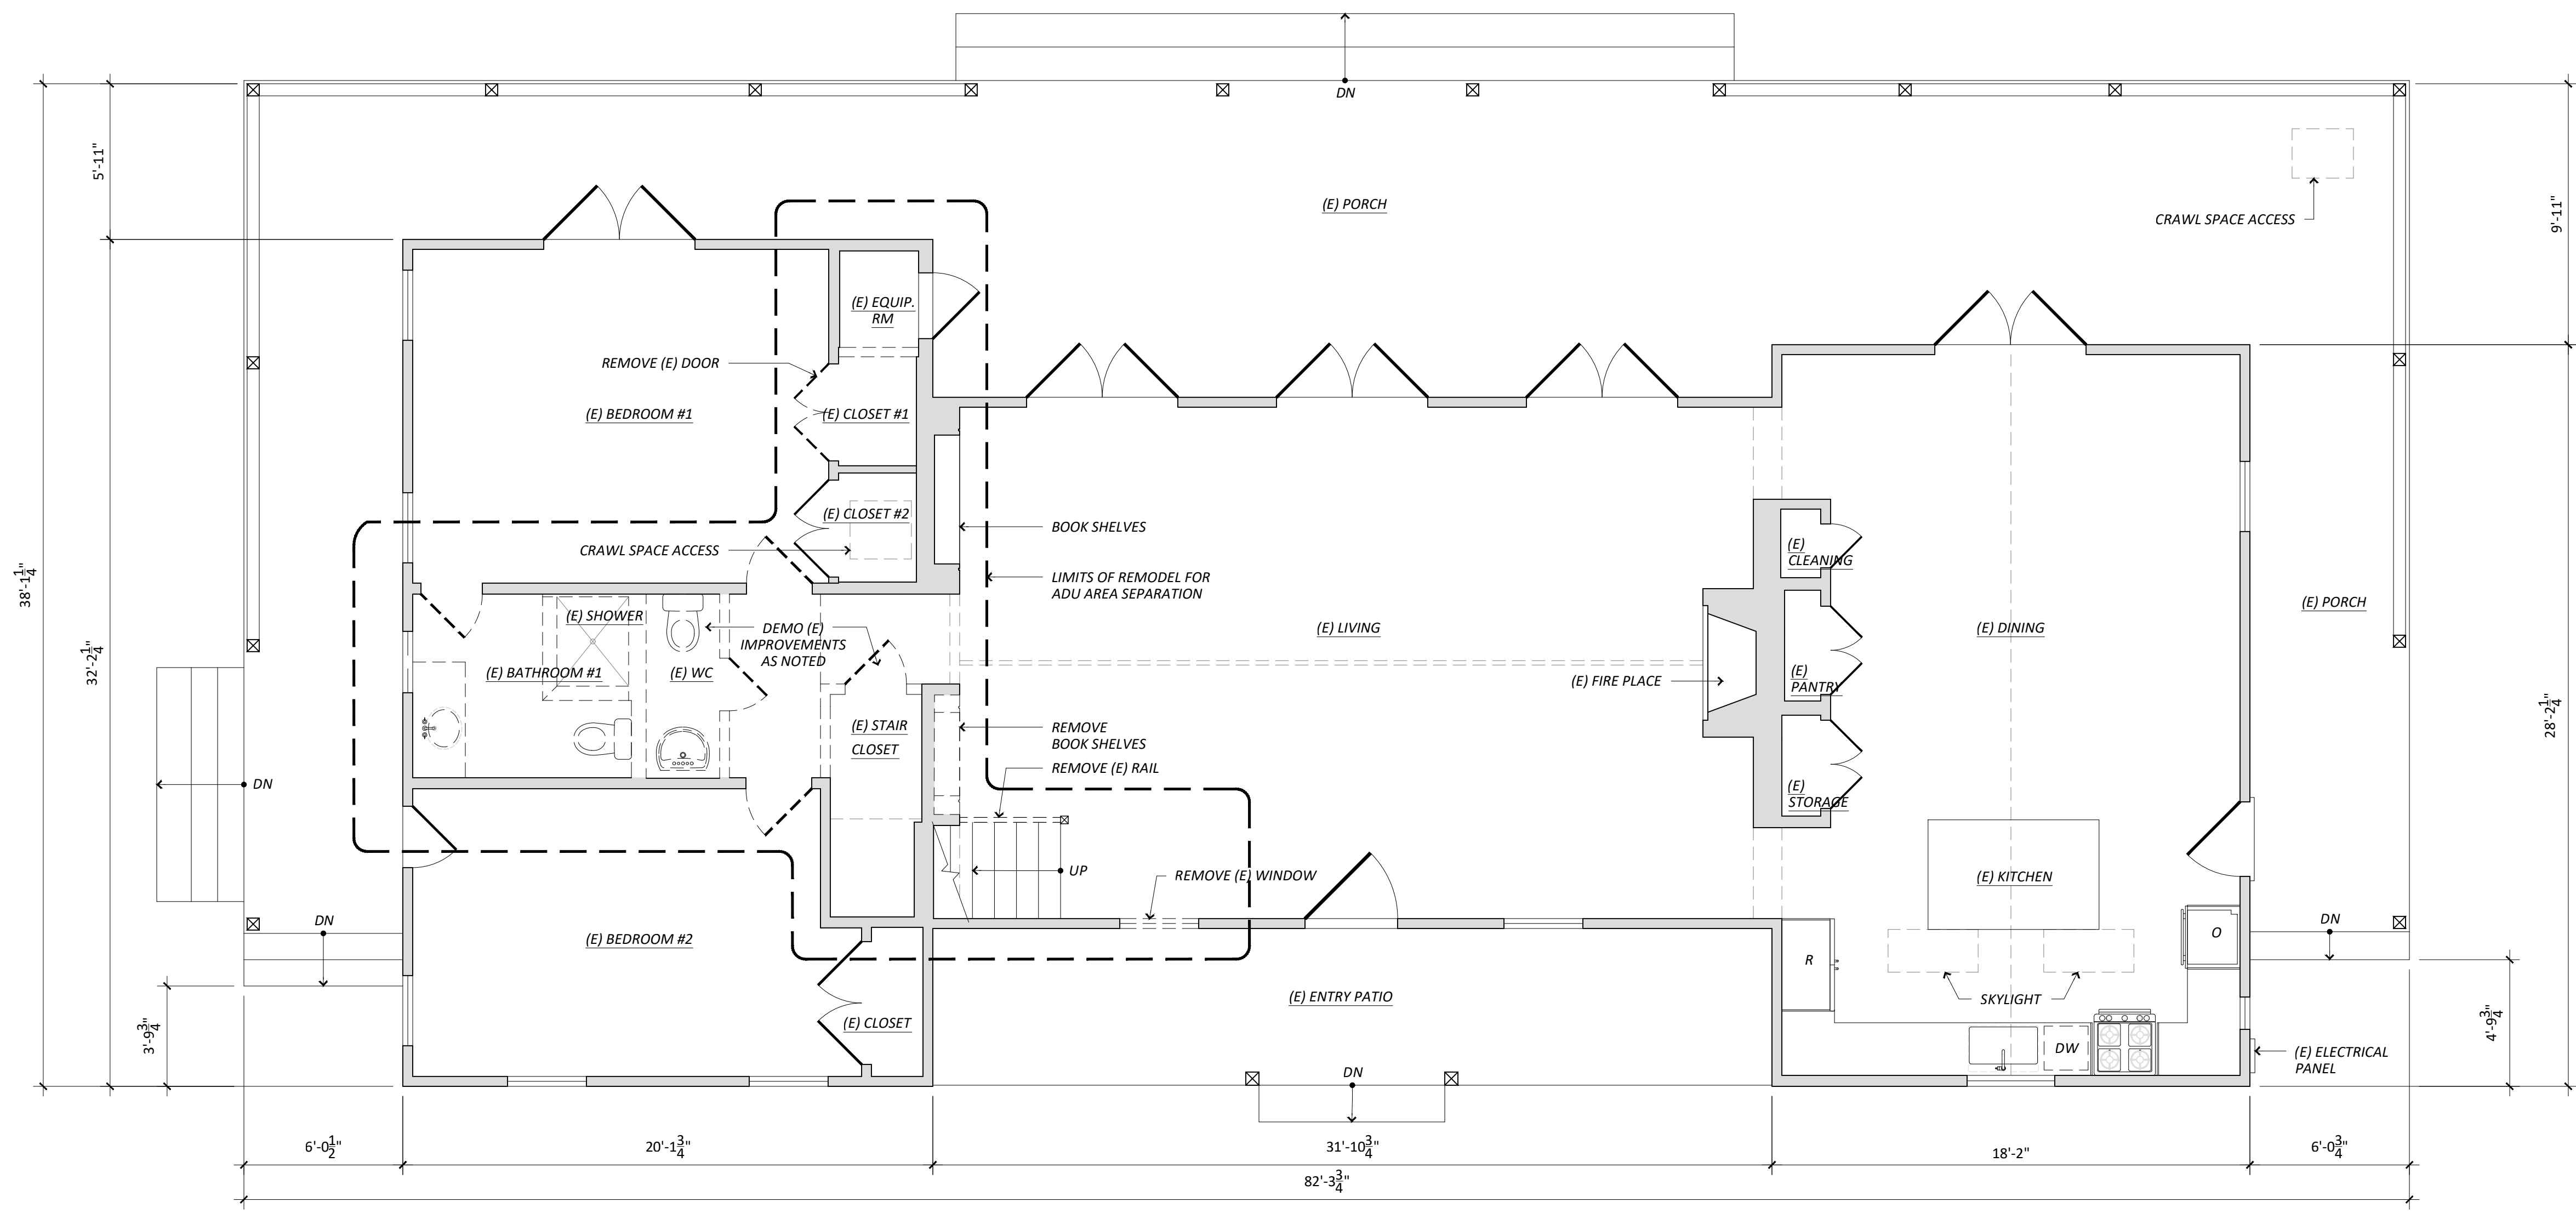 DN
5'-11"
(E) PORCH
9'-11"
CRAWL SPACE ACCESS
(E) EQUIP.
RM
REMOVE (E) DOOR
(E) BEDROOM #1
(E) CLOSET #1
(E) CLOSET #2
BOOK SHELVES
CRAWL SPACE ACCESS
(E)
CLEANING
LIMITS OF REMODEL FOR
ADU AREA SEPARATION
38'-1 1/4"
32'-2 1/4"
(E) SHOWER
DEMO (E)
IMPROVEMENTS
AS NOTED
(E) LIVING
(E) DINING
(E) PORCH
(E) BATHROOM #1
(E) WC
(E) FIRE PLACE
(E)
PANTRY
28'-2 1/4"
(E) STAIR
CLOSET
REMOVE
BOOK SHELVES
REMOVE (E) RAIL
DN
(E)
STORAGE
UP
REMOVE (E) WINDOW
(E) KITCHEN
DN
DN
(E) BEDROOM #2
O
R
(E) ENTRY PATIO
SKYLIGHT
(E) CLOSET
3'-9 3/4"
4'-9 3/4"
DW
(E) ELECTRICAL
PANEL
DN
6'-0 1/2"
20'-1 3/4"
31'-10 3/4"
18'-2"
6'-0 3/4"
82'-3 3/4"